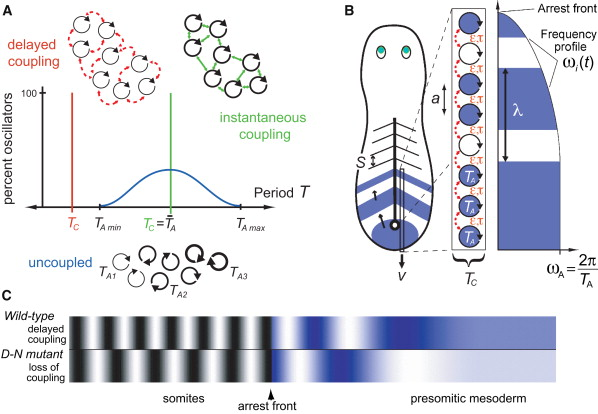 A
delayed
coupling
instantaneous
coupling
100
percent oscillators
Period T
T_C
T_A min
T_C = T̄_A
T_A max
uncoupled
T_A1
T_A2
T_A3
B
Arrest front
Frequency
profile
ω_i(t)
a
ε,τ
ε,τ
ε,τ
ε,τ
ε,τ
ε,τ
ε,τ
λ
S
T_A
T_A
T_A
v
T_C
ω_A = 2π
T_A
C
Wild-type
delayed
coupling
D-N mutant
loss of
coupling
somites
arrest front
presomitic mesoderm